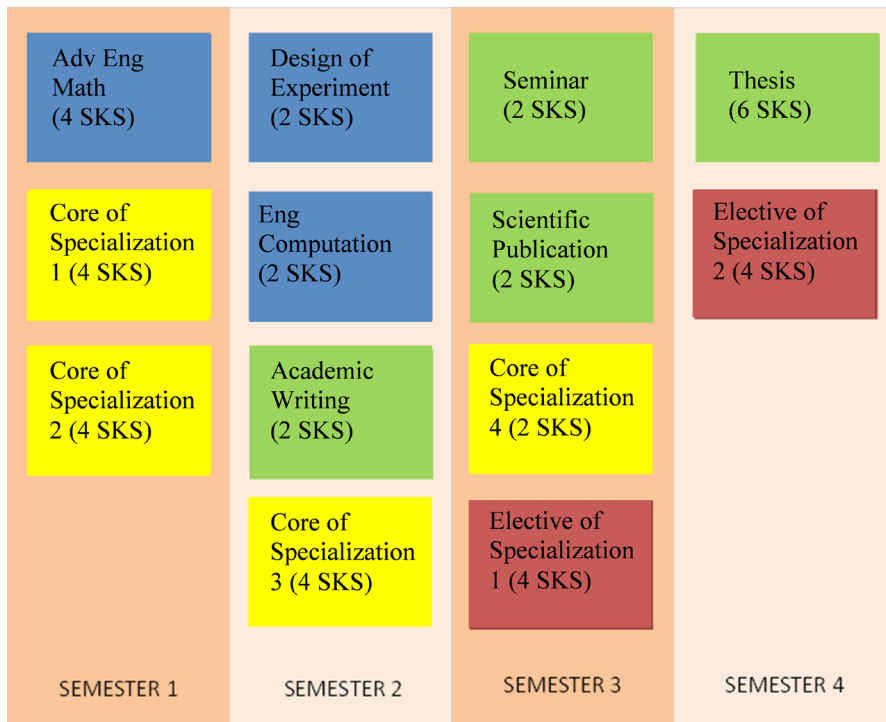 Adv Eng
Math
(4 SKS)
Core of
Specialization
1 (4 SKS)
Core of
Specialization
2 (4 SKS)
SEMESTER 1
Design of
Experiment
(2 SKS)
Eng
Computation
(2 SKS)
Academic
Writing
(2 SKS)
Core of
Specialization
3 (4 SKS)
SEMESTER 2
Seminar
(2 SKS)
Scientific
Publication
(2 SKS)
Core of
Specialization
4 (2 SKS)
Elective of
Specialization
1 (4 SKS)
SEMESTER 3
Thesis
(6 SKS)
Elective of
Specialization
2 (4 SKS)
SEMESTER 4